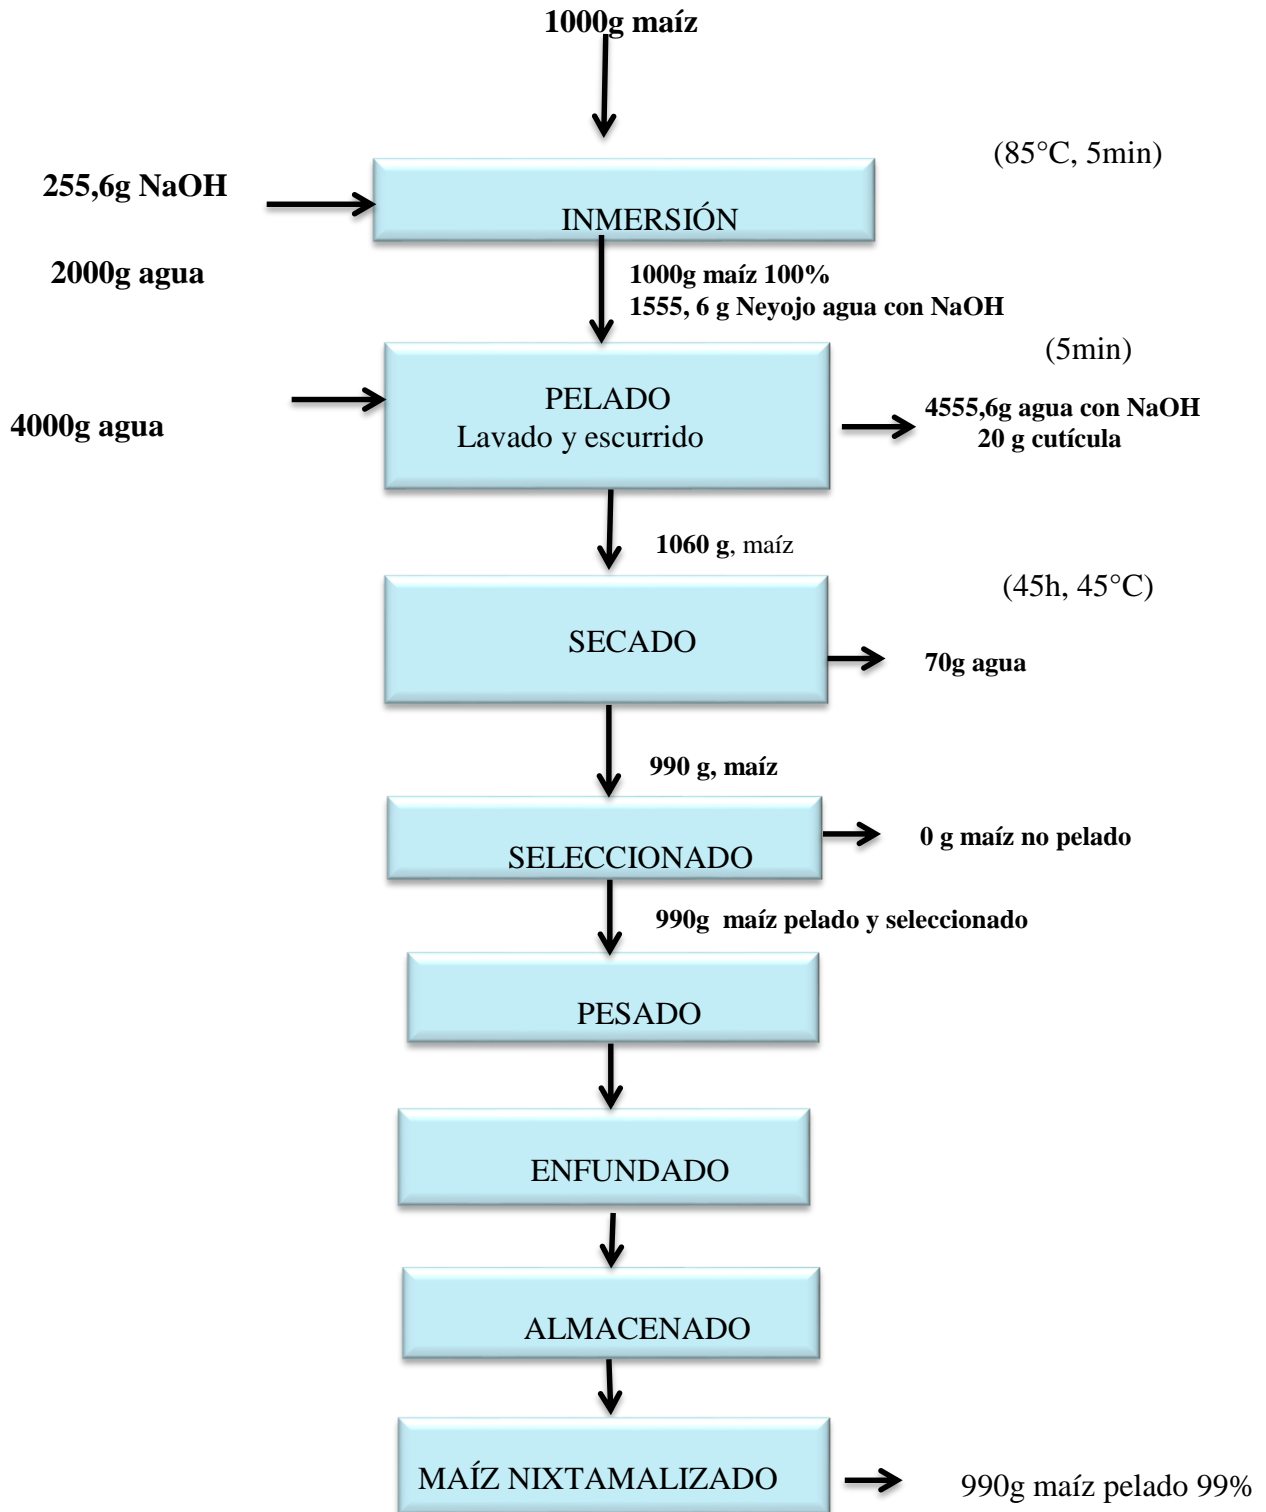 1000g maíz
(85°C, 5min)
255,6g NaOH
INMERSIÓN
2000g agua
1000g maíz 100%
1555, 6 g Neyojo agua con NaOH
(5min)
PELADO
Lavado y escurrido
4000g agua
4555,6g agua con NaOH
20 g cutícula
1060 g, maíz
(45h, 45°C)
SECADO
70g agua
990 g, maíz
0 g maíz no pelado
SELECCIONADO
990g  maíz pelado y seleccionado
PESADO
ENFUNDADO
ALMACENADO
MAÍZ NIXTAMALIZADO
990g maíz pelado 99%